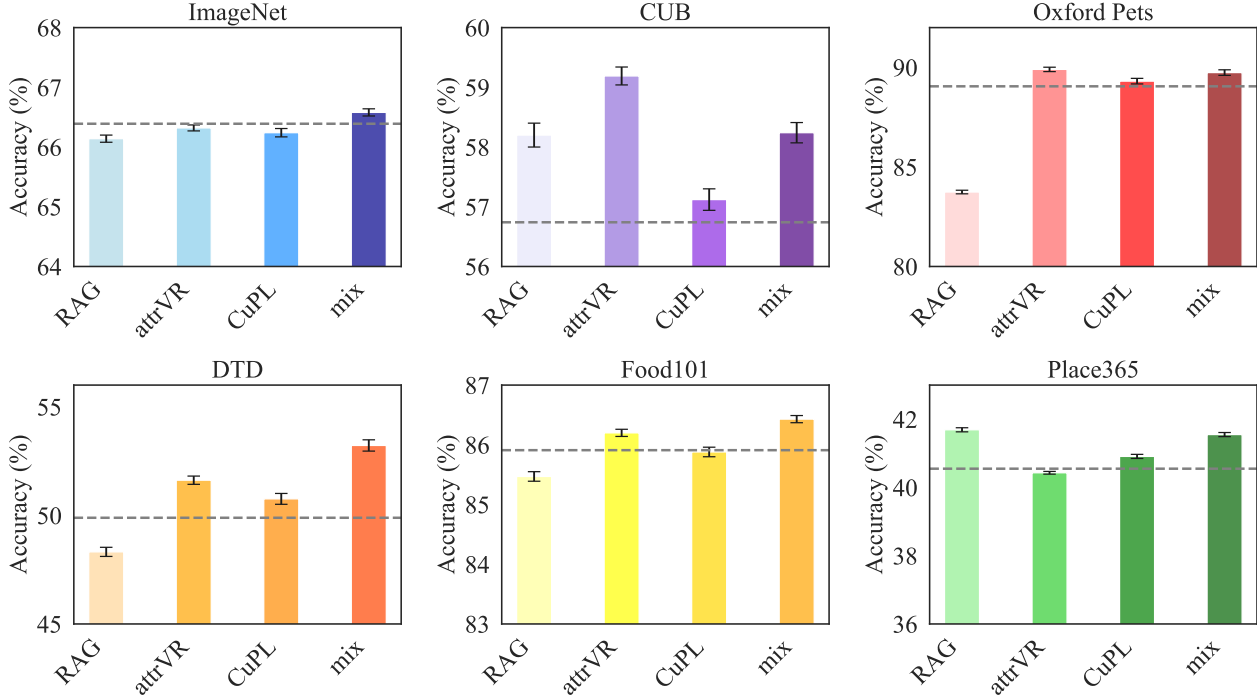 ImageNet
Accuracy (%)
68
67
66
65
64
RAG
attrVR
CuPL
mix
CUB
Accuracy (%)
60
59
58
57
56
RAG
attrVR
CuPL
mix
Oxford Pets
Accuracy (%)
90
85
80
RAG
attrVR
CuPL
mix
DTD
Accuracy (%)
55
50
45
RAG
attrVR
CuPL
mix
Food101
Accuracy (%)
87
86
85
84
83
RAG
attrVR
CuPL
mix
Place365
Accuracy (%)
42
40
38
36
RAG
attrVR
CuPL
mix